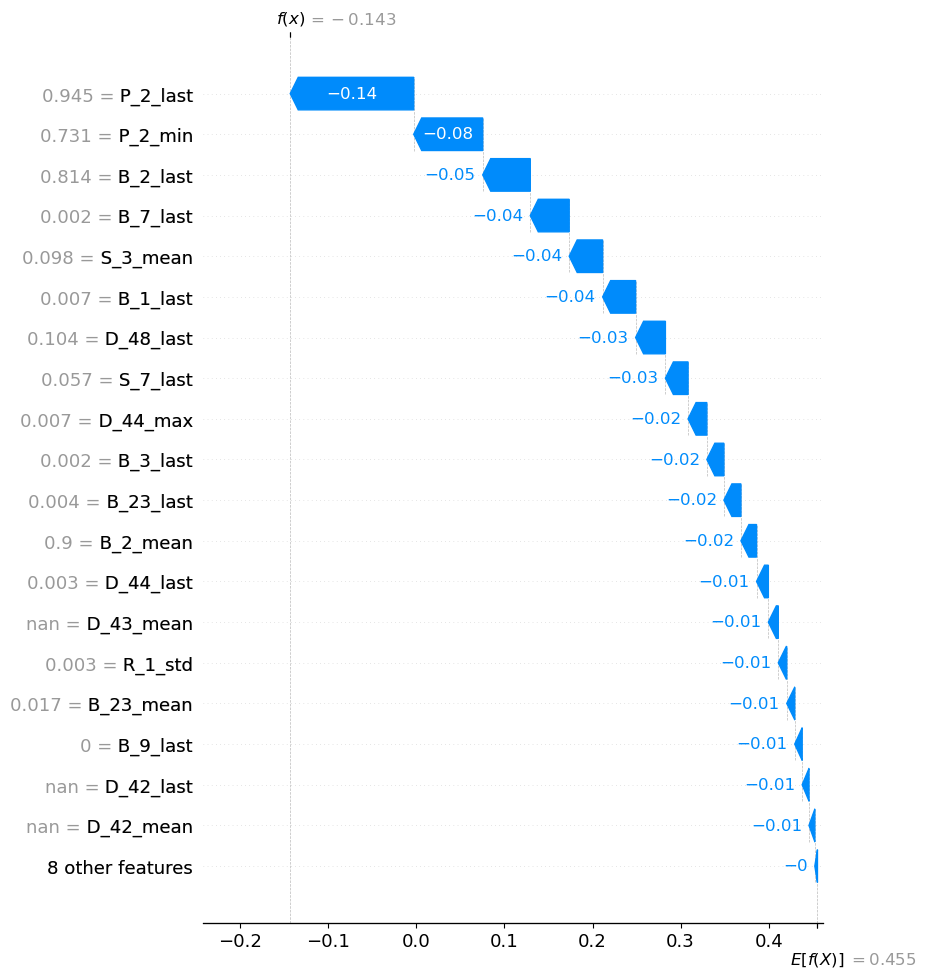 f(x) = −0.143
0.945 = P_2_last −0.14
0.731 = P_2_min −0.08
0.814 = B_2_last −0.05
0.002 = B_7_last −0.04
0.098 = S_3_mean −0.04
0.007 = B_1_last −0.04
0.104 = D_48_last −0.03
0.057 = S_7_last −0.03
0.007 = D_44_max −0.02
0.002 = B_3_last −0.02
0.004 = B_23_last −0.02
0.9 = B_2_mean −0.02
0.003 = D_44_last −0.01
nan = D_43_mean −0.01
0.003 = R_1_std −0.01
0.017 = B_23_mean −0.01
0 = B_9_last −0.01
nan = D_42_last −0.01
nan = D_42_mean −0.01
8 other features −0
−0.2 −0.1 0.0 0.1 0.2 0.3 0.4
E[f(X)] = 0.455